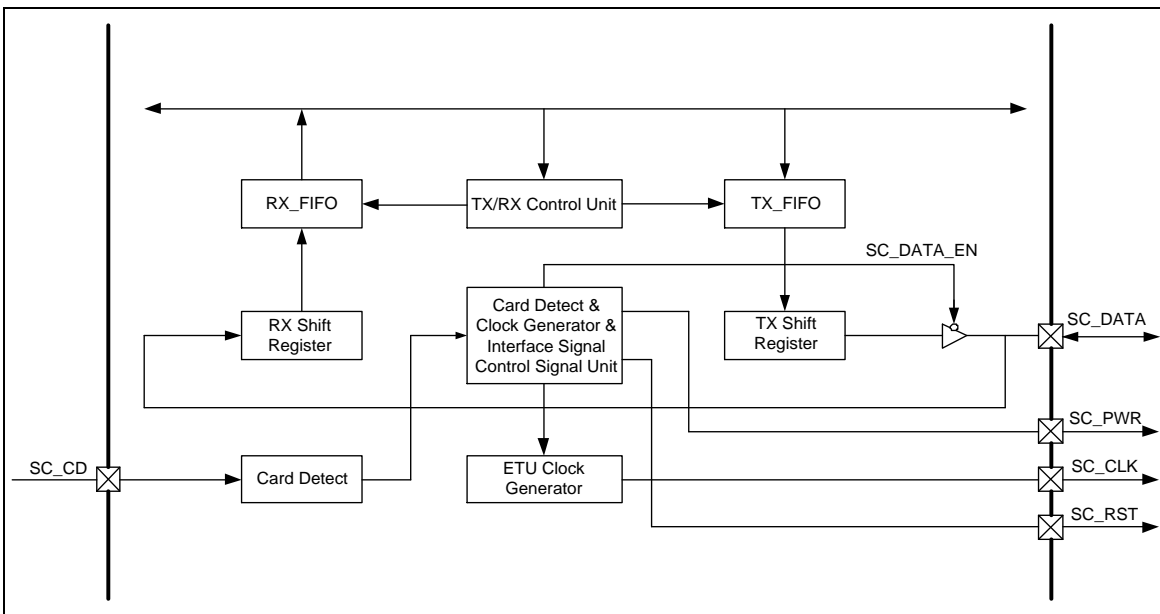 RX_FIFO
TX/RX Control Unit
TX_FIFO
SC_DATA_EN
RX Shift
Register
Card Detect &
Clock Generator &
Interface Signal
Control Signal Unit
TX Shift
Register
SC_DATA
SC_PWR
SC_CD
Card Detect
ETU Clock
Generator
SC_CLK
SC_RST